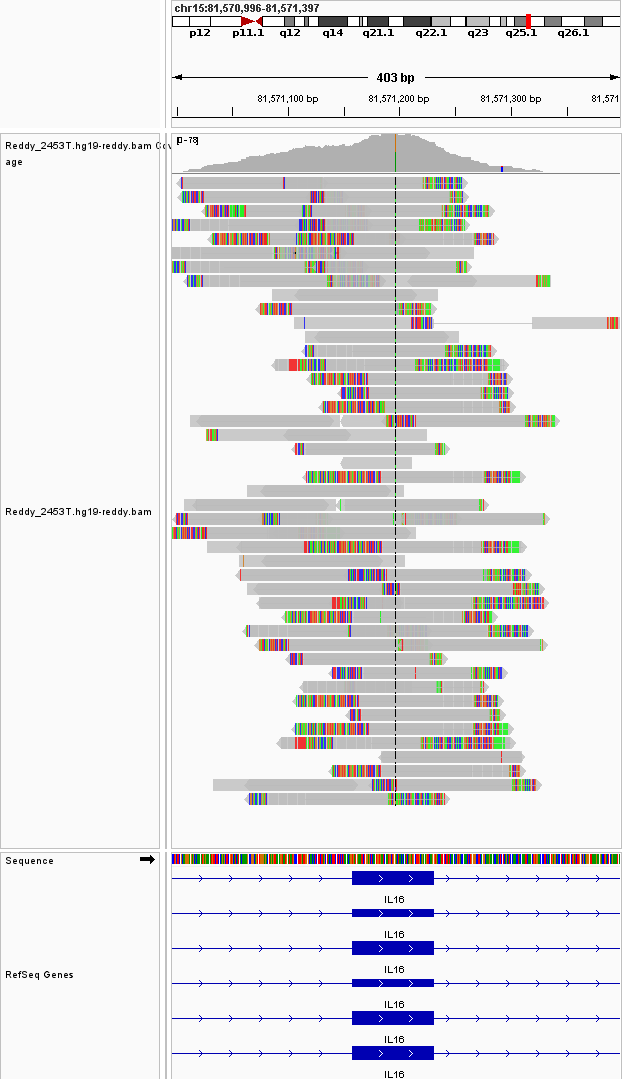 chr15:81,570,996-81,571,397
p12 p11.1 q12 q14 q21.1 q22.1 q23 q25.1 q26.1
403 bp
81,571,100 bp 81,571,200 bp 81,571,300 bp 81,571
Reddy_2453T.hg19-reddy.bam Cov
age
[0-78]
Reddy_2453T.hg19-reddy.bam
Sequence
IL16
IL16
IL16
RefSeq Genes
IL16
IL16
IL16